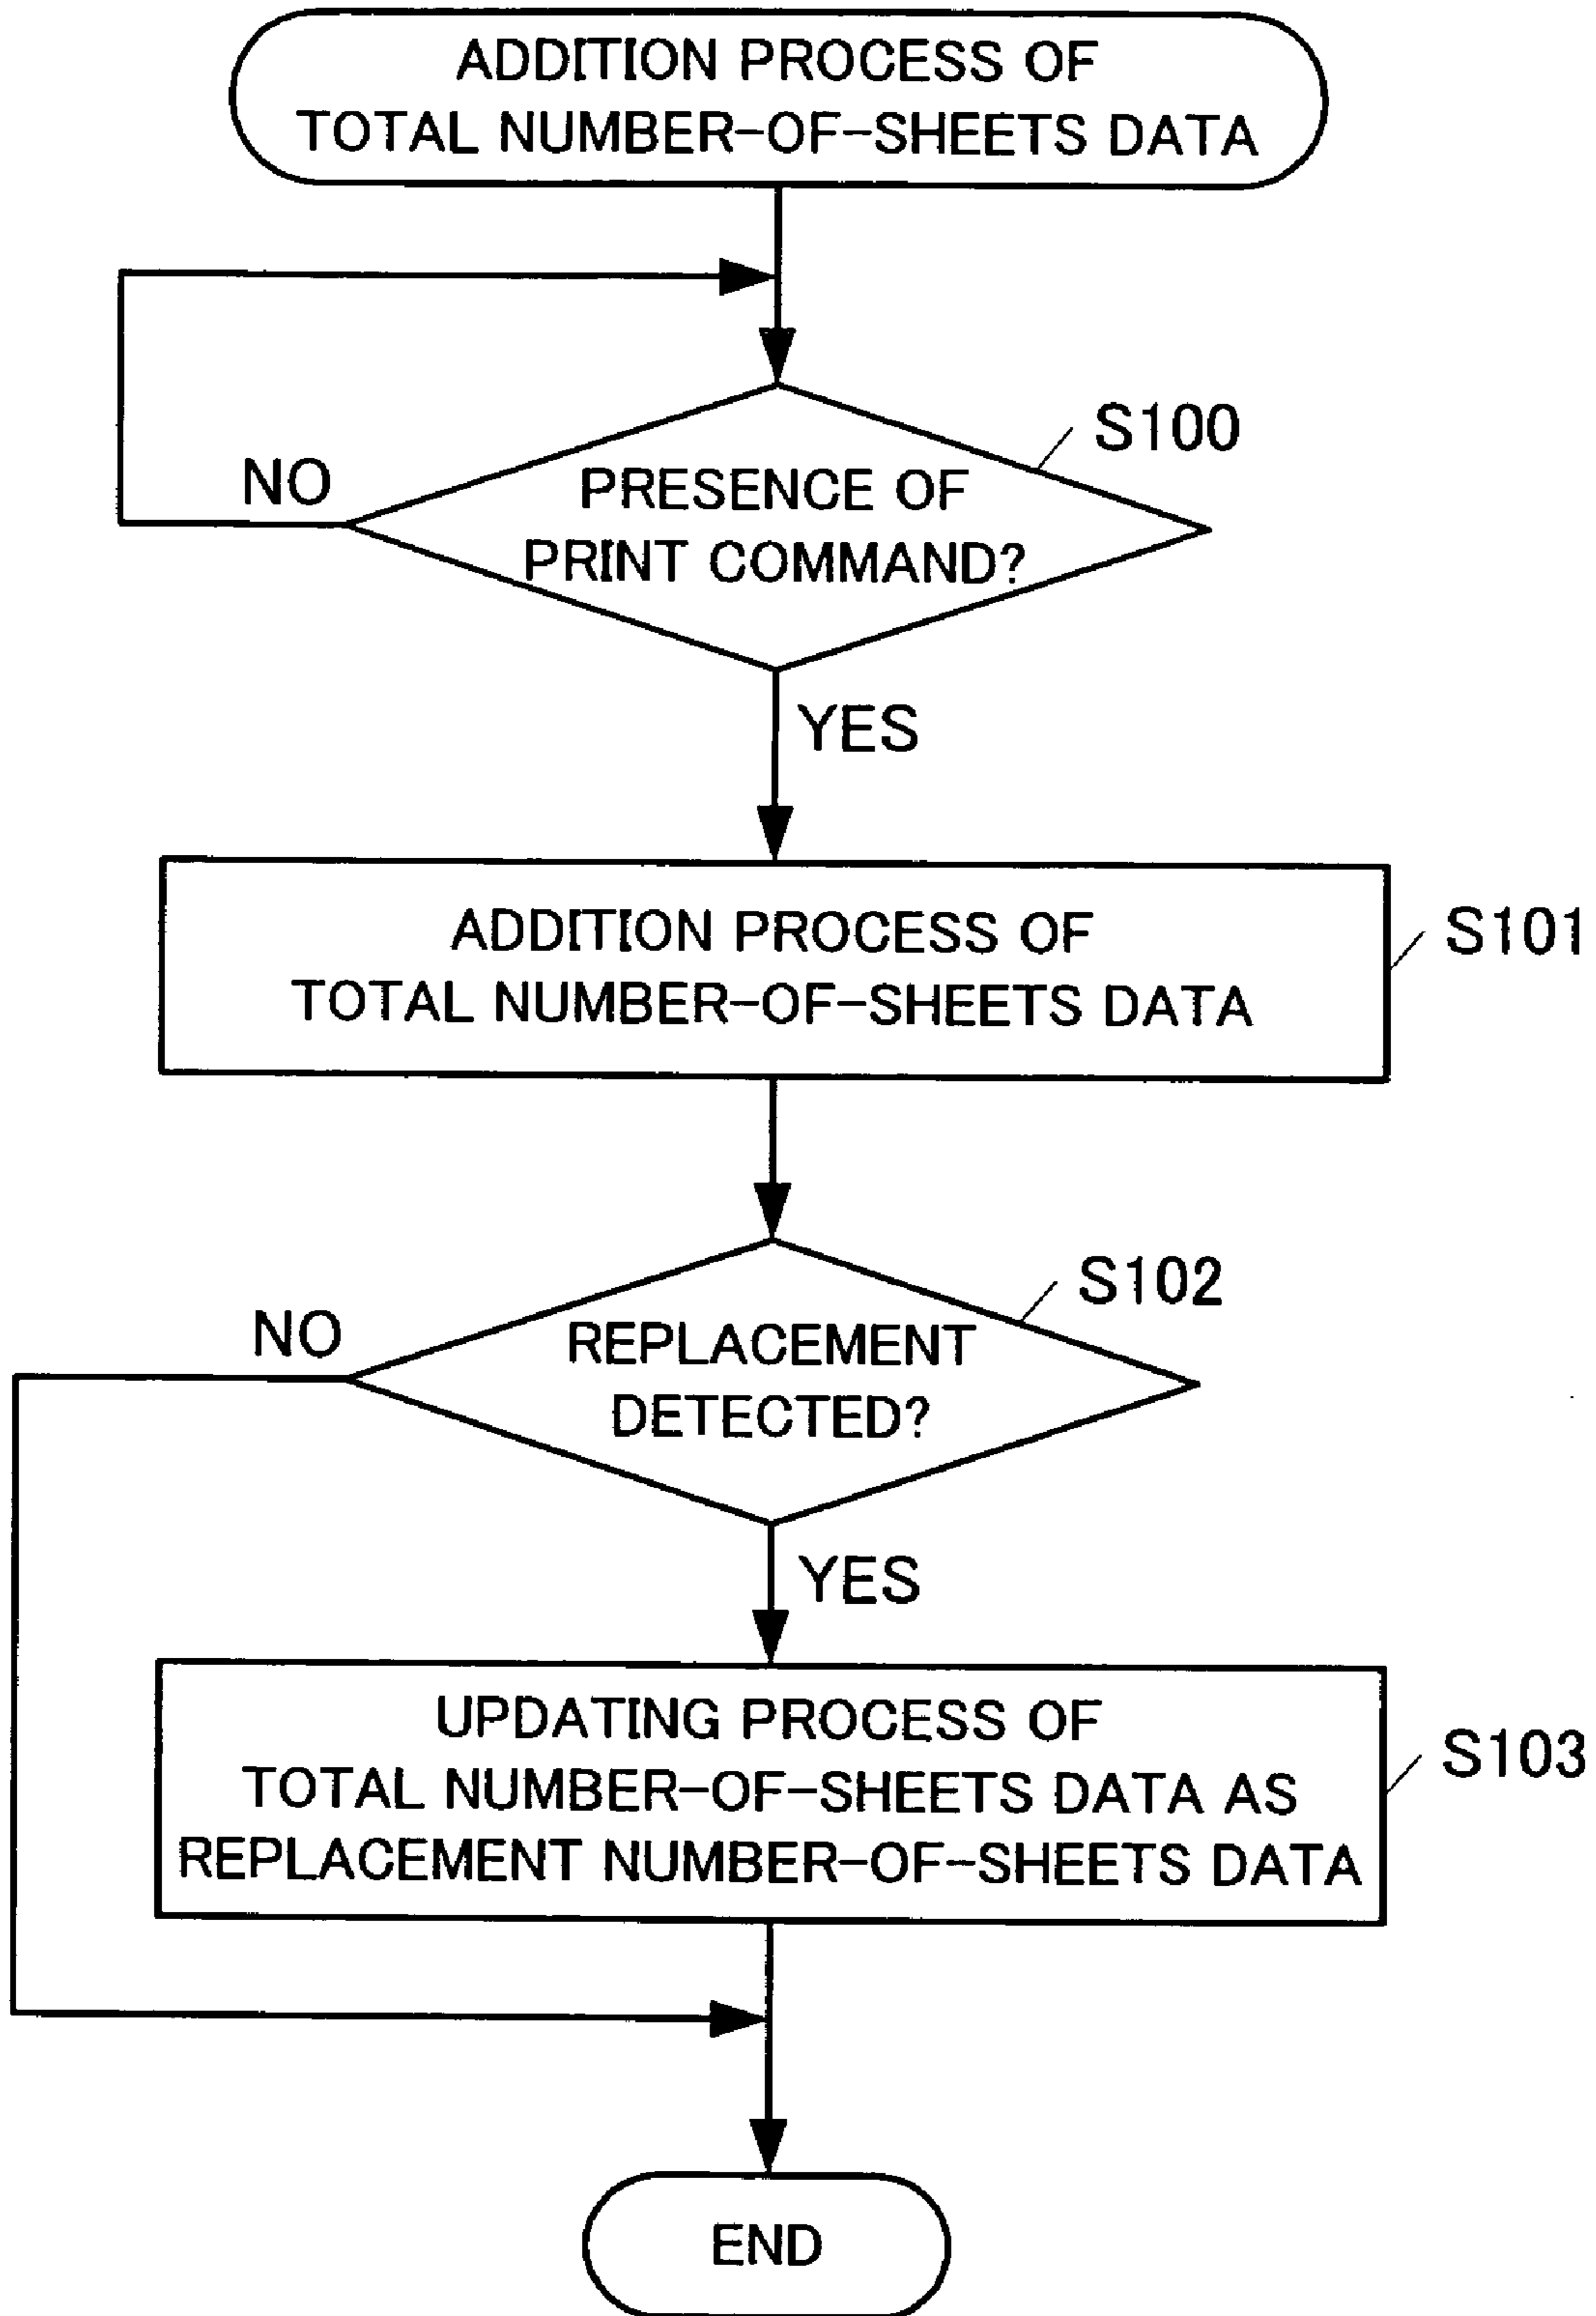 ADDITION PROCESS OF
TOTAL NUMBER-OF-SHEETS DATA
S100
NO
PRESENCE OF
PRINT COMMAND?
YES
ADDITION PROCESS OF
TOTAL NUMBER-OF-SHEETS DATA
S101
S102
NO
REPLACEMENT
DETECTED?
YES
UPDATING PROCESS OF
TOTAL NUMBER-OF-SHEETS DATA AS
REPLACEMENT NUMBER-OF-SHEETS DATA
S103
END